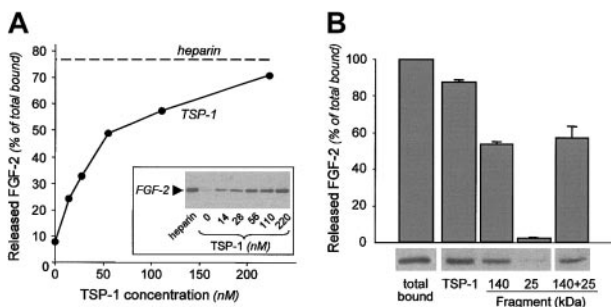 A
Released FGF-2 (% of total bound)
80
70
60
50
40
30
20
10
0
heparin
TSP-1
FGF-2
heparin 0 14 28 56 110 220
TSP-1 (nM)
0 50 100 150 200
TSP-1 concentration (nM)
B
Released FGF-2 (% of total bound)
100
80
60
40
20
0
total bound TSP-1 140 25 140+25
Fragment (kDa)